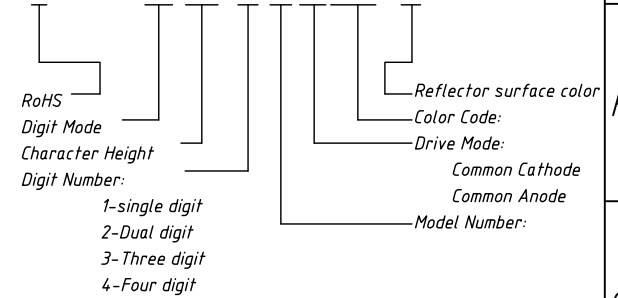 RoHS
Digit Mode
Character Height
Digit Number:
1-single digit
2-Dual digit
3-Three digit
4-Four digit
Reflector surface color
Color Code:
Drive Mode:
Common Cathode
Common Anode
Model Number: